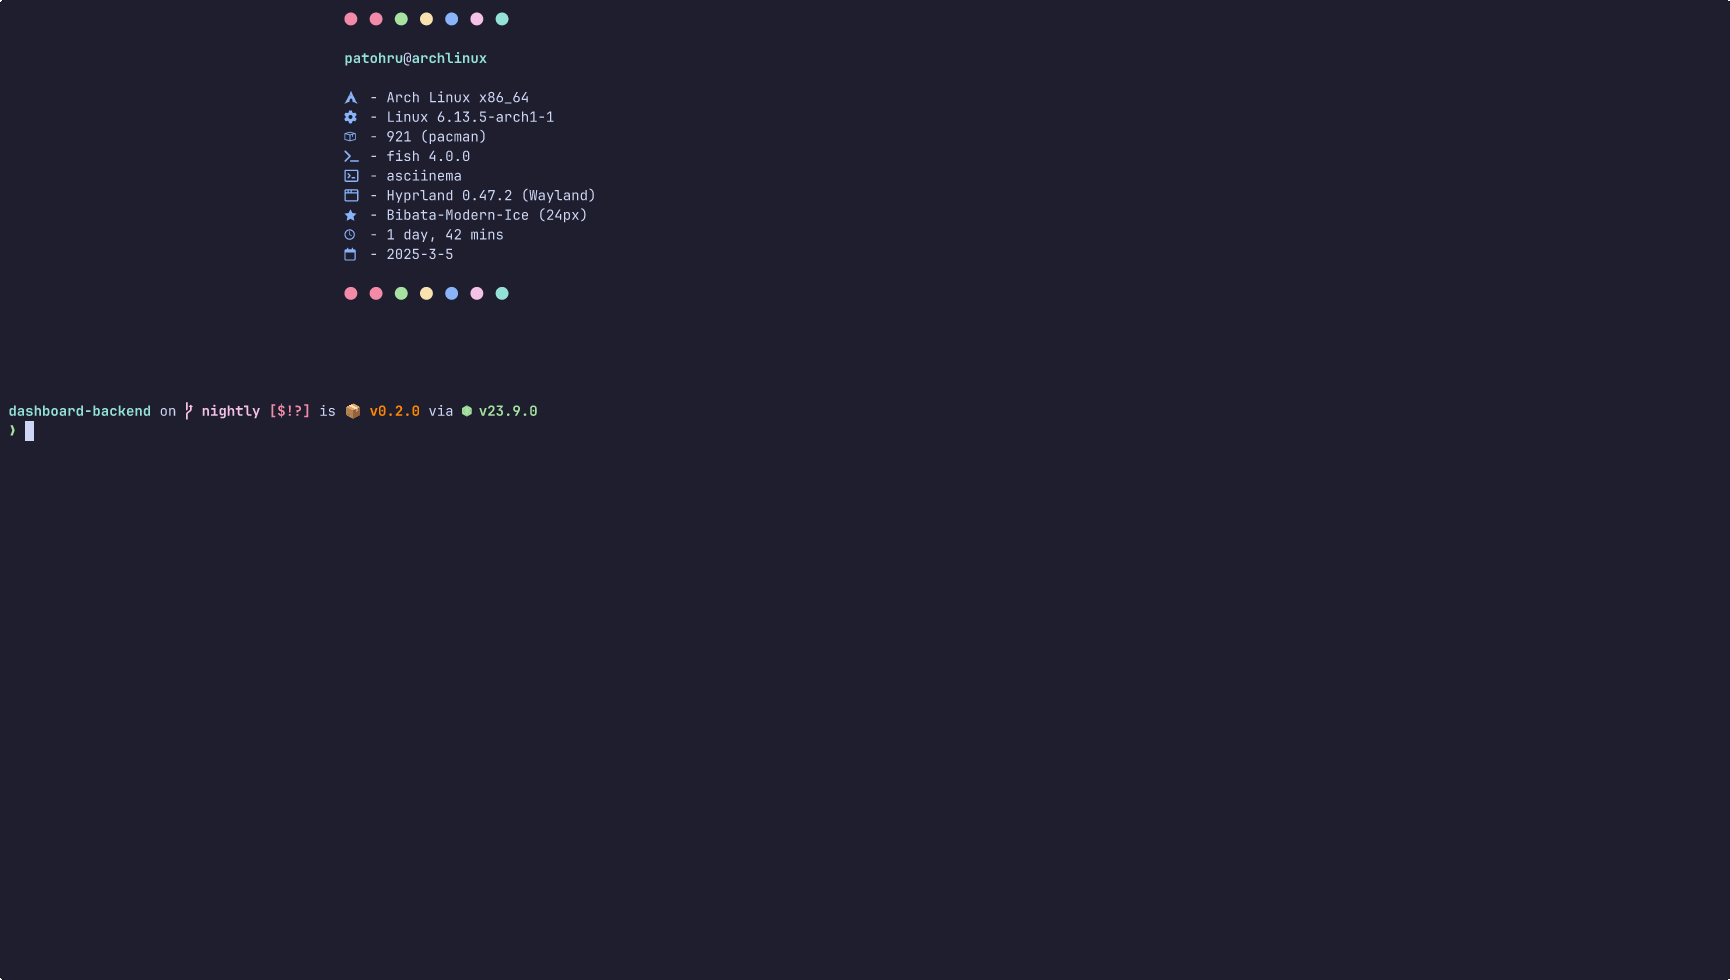 patohru@archlinux
- Arch Linux x86_64
- Linux 6.13.5-arch1-1
- 921 (pacman)
- fish 4.0.0
- asciinema
- Hyprland 0.47.2 (Wayland)
- Bibata-Modern-Ice (24px)
- 1 day, 42 mins
- 2025-3-5
dashboard-backend on nightly [$!?] is 📦 v0.2.0 via ⬢ v23.9.0
❯